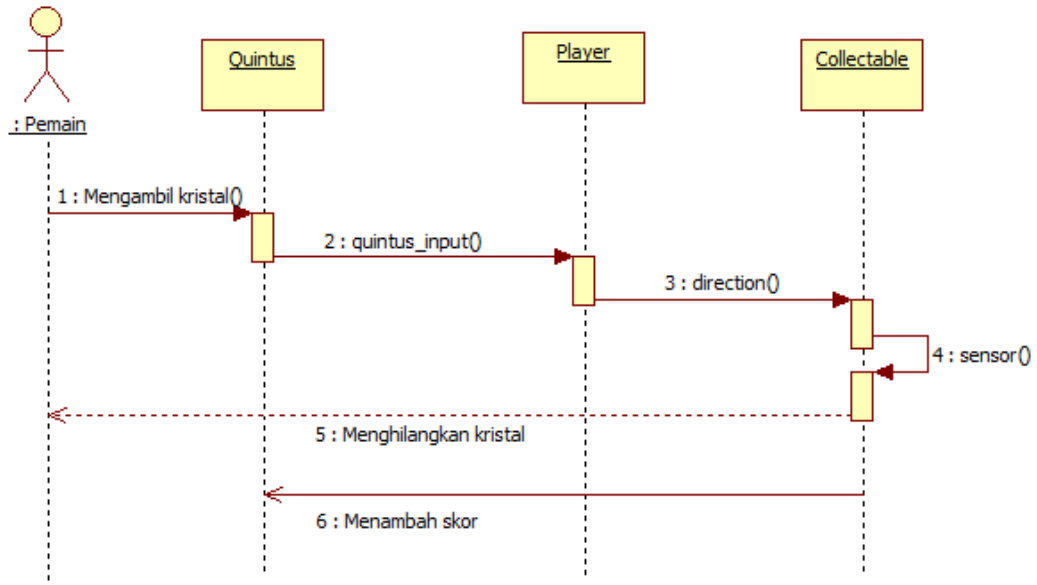 Quintus
Player
Collectable
: Pemain
1 : Mengambil kristal()
2 : quintus_input()
3 : direction()
4 : sensor()
5 : Menghilangkan kristal
6 : Menambah skor